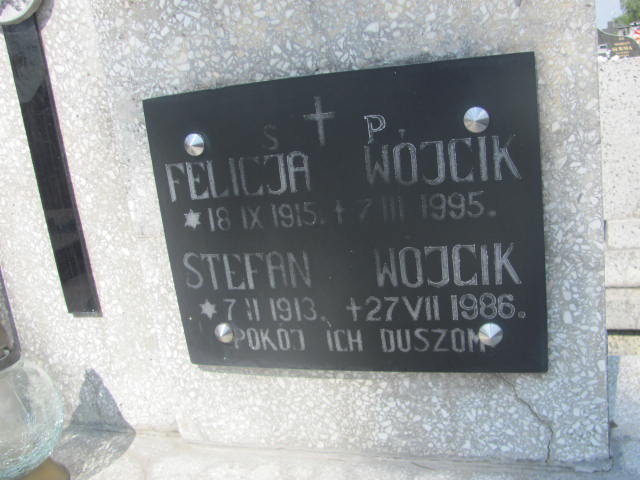 S † P.
FELICJA WÓJCIK
* 18 IX 1915. + 7 III 1995.
STEFAN WÓJCIK
* 7 II 1913. + 27 VII 1986.
POKÓJ ICH DUSZOM